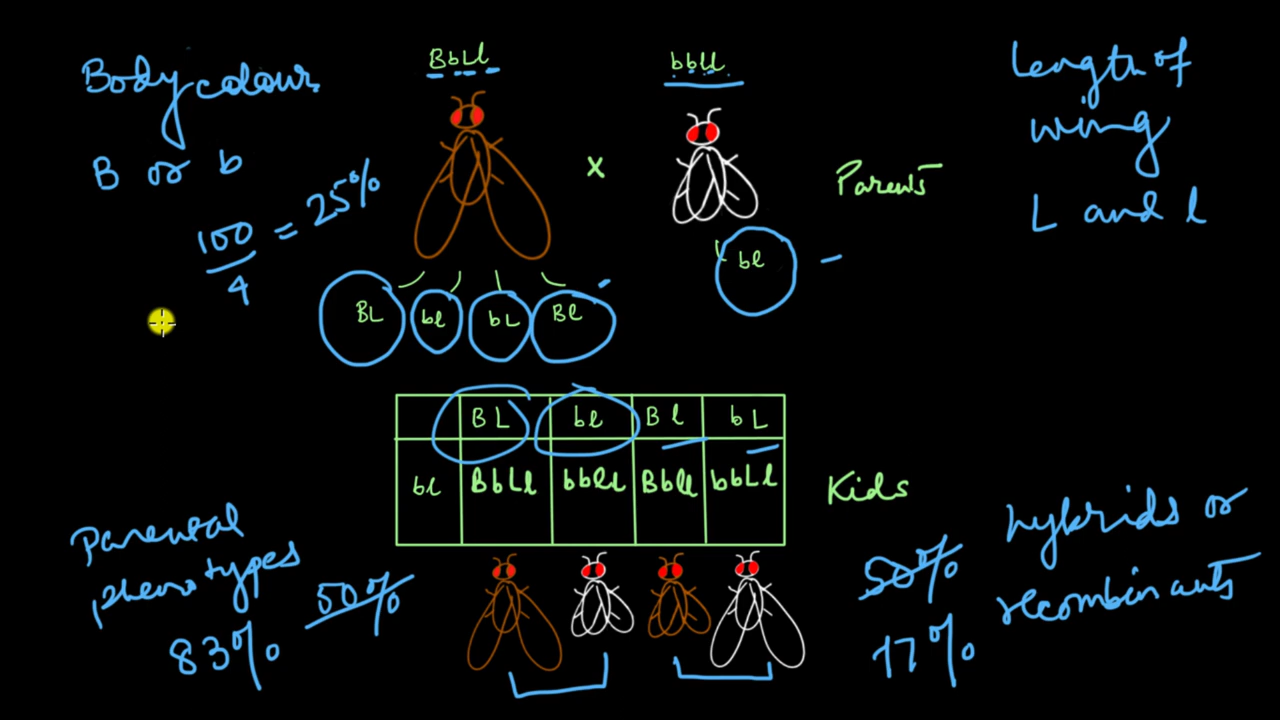 Body colour
B or b
100/4 = 25%
BbLl
bbll
x
Parents
Length of
wing
L and l
BL bl bL Bl
bl
BL bl Bl bL
bl BbLl bbll Bbll bbLl
Kids
Parental
phenotypes
50%
83%
50%
17%
hybrids or
recombinants